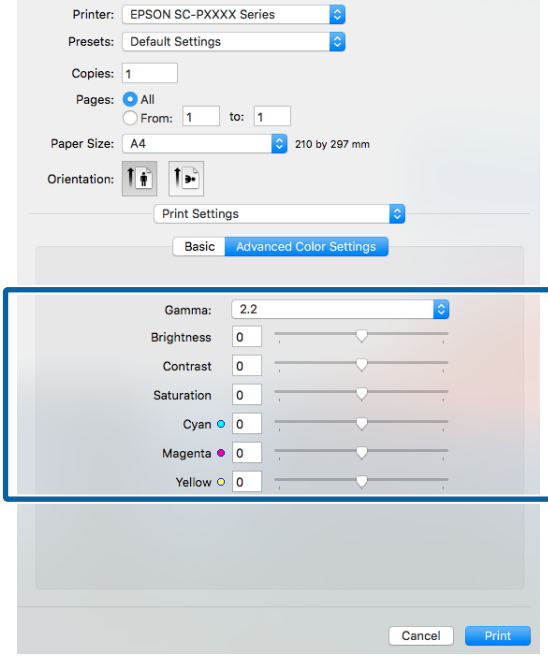 Printer: EPSON SC-PXXXX Series
Presets: Default Settings
Copies: 1
Pages: All
From: 1 to: 1
Paper Size: A4 210 by 297 mm
Orientation:
Print Settings
Basic Advanced Color Settings
Gamma: 2.2
Brightness 0
Contrast 0
Saturation 0
Cyan 0
Magenta 0
Yellow 0
Cancel Print